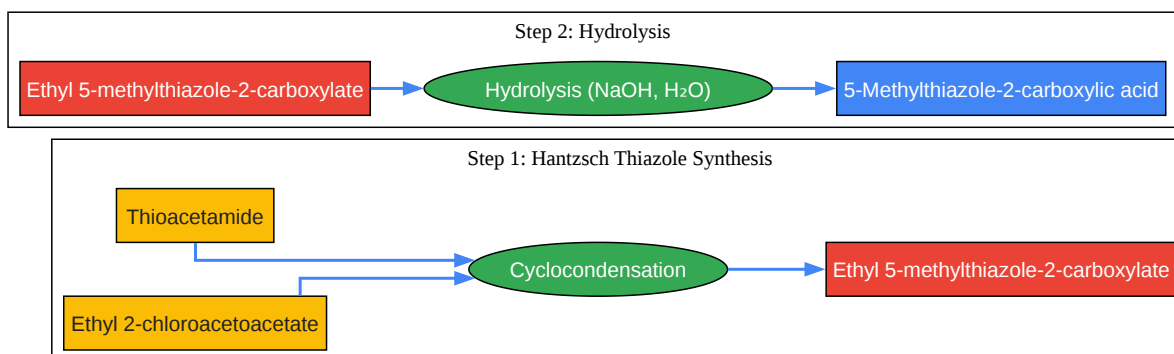 Step 2: Hydrolysis
Ethyl 5-methylthiazole-2-carboxylate
Hydrolysis (NaOH, H₂O)
5-Methylthiazole-2-carboxylic acid
Step 1: Hantzsch Thiazole Synthesis
Thioacetamide
Cyclocondensation
Ethyl 5-methylthiazole-2-carboxylate
Ethyl 2-chloroacetoacetate